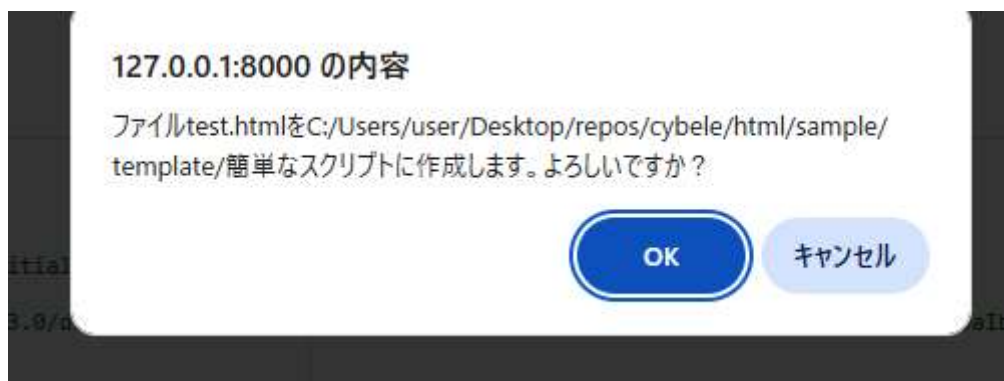 127.0.0.1:8000 の内容
ファイルtest.htmlをC:/Users/user/Desktop/repos/cybele/html/sample/
template/簡単なスクリプトに作成します。よろしいですか？
OK
キャンセル
itial
3.0/d